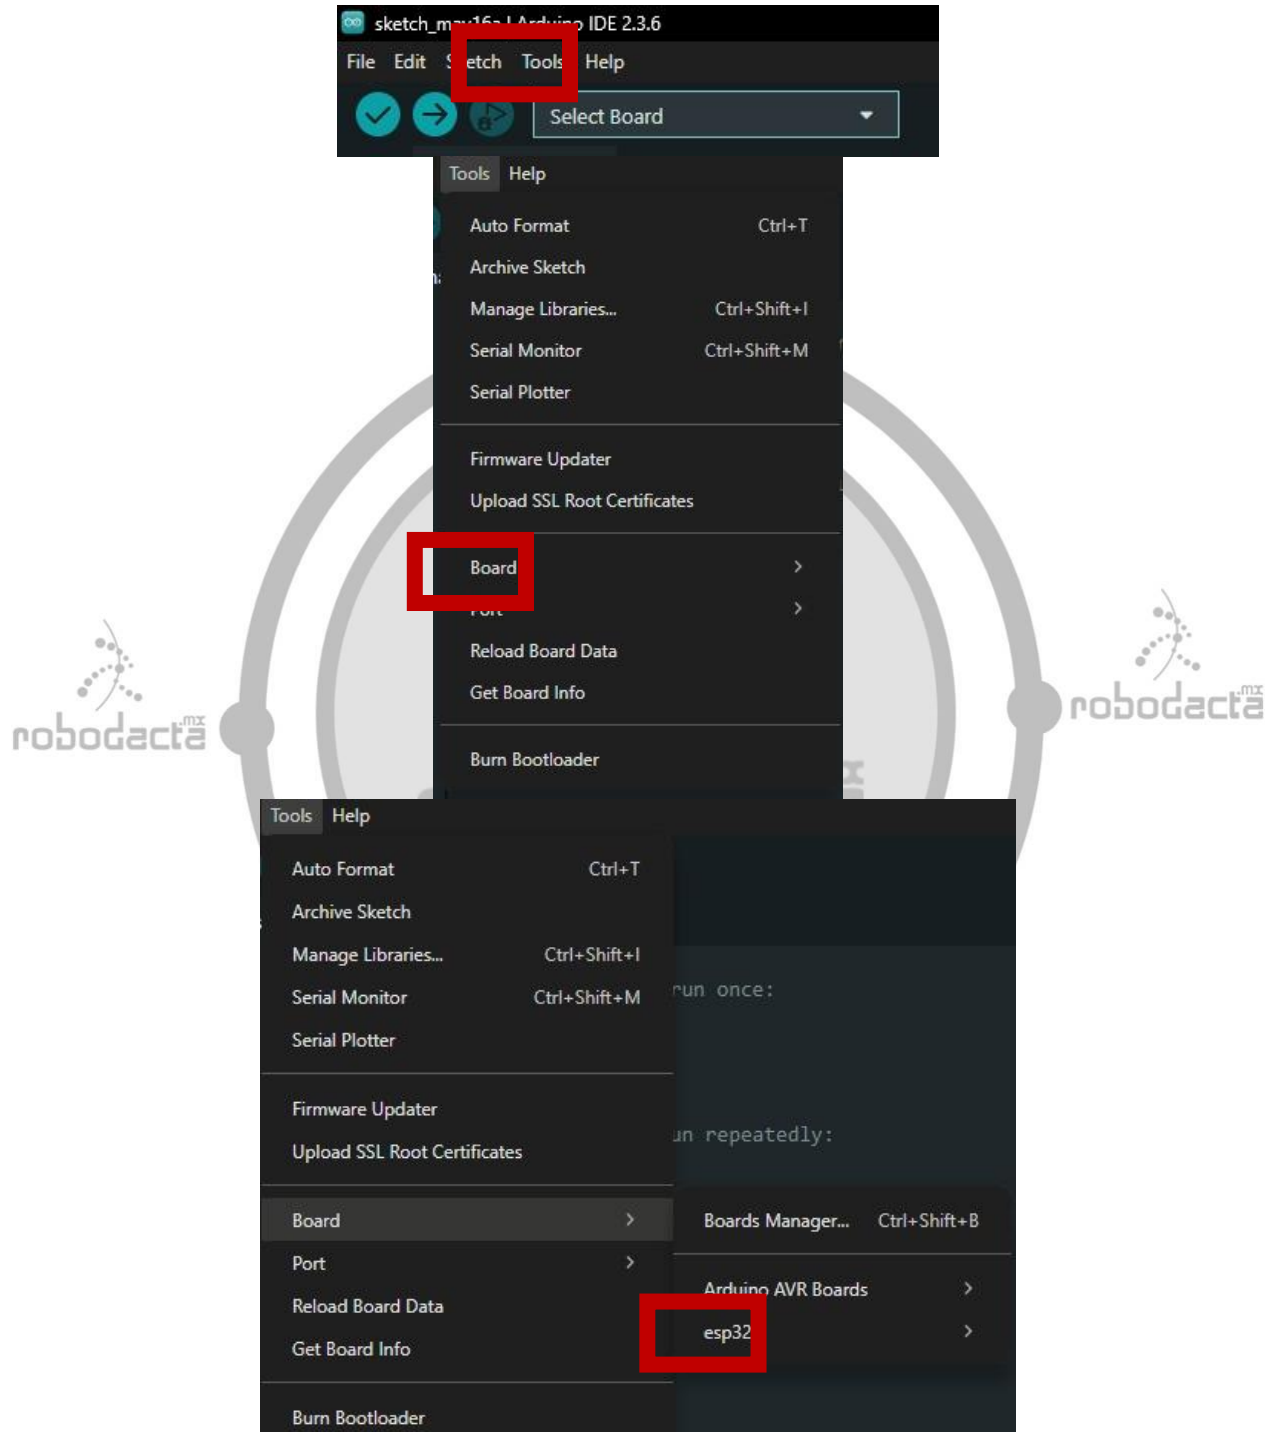 sketch_may16a | Arduino IDE 2.3.6
File Edit Sketch Tools Help
Select Board
Tools Help
Auto Format Ctrl+T
Archive Sketch
Manage Libraries... Ctrl+Shift+I
Serial Monitor Ctrl+Shift+M
Serial Plotter
Firmware Updater
Upload SSL Root Certificates
Board
Port
Reload Board Data
Get Board Info
Burn Bootloader
robodacta mx
robodacta mx
mx
Tools Help
Auto Format Ctrl+T
Archive Sketch
Manage Libraries... Ctrl+Shift+I
Serial Monitor Ctrl+Shift+M
run once:
Serial Plotter
Firmware Updater
repeatedly:
Upload SSL Root Certificates
Board
Boards Manager... Ctrl+Shift+B
Port
Arduino AVR Boards
Reload Board Data
esp32
Get Board Info
Burn Bootloader